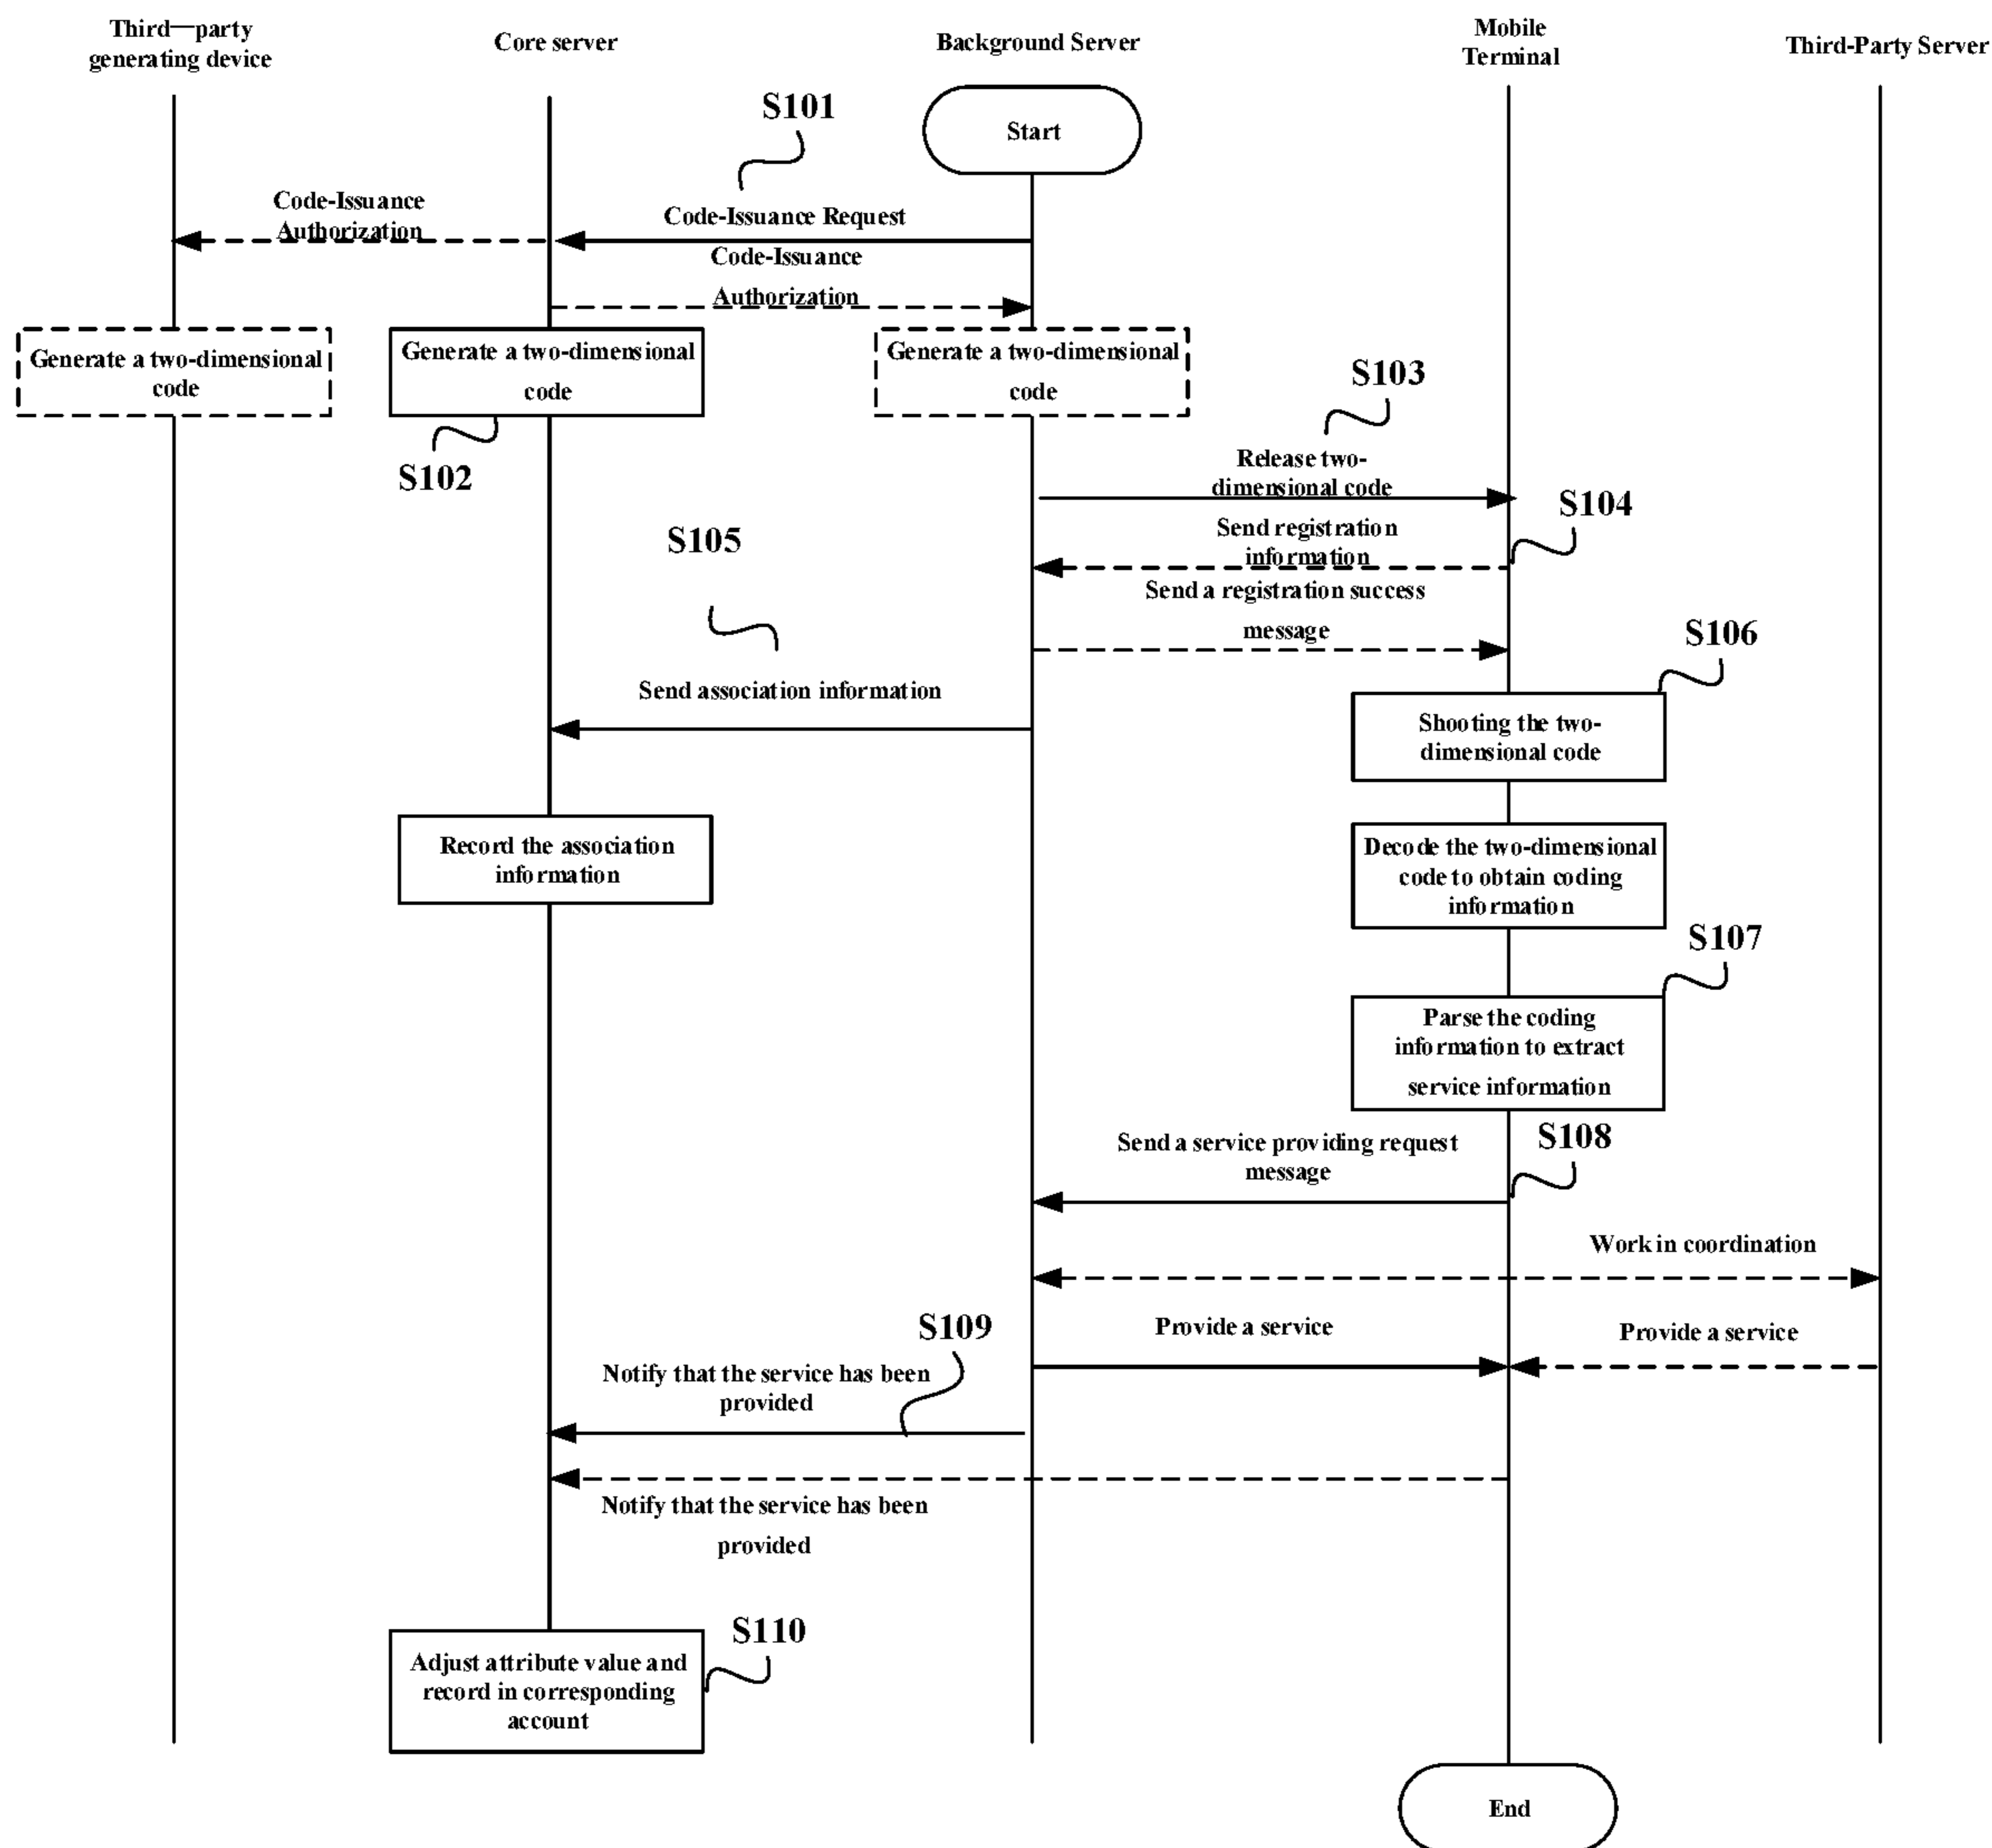 Third—party
generating device
Core server
Background Server
Mobile
Terminal
Third-Party Server
Start
S101
Code-Issuance
Authorization
Code-Issuance Request
Code-Issuance
Authorization
Generate a two-dimensional
code
Generate a two-dimensional
code
Generate a two-dimensional
code
S102
S103
Release two-
dimensional code
S104
Send registration
information
S105
Send a registration success
message
S106
Send association information
Shooting the two-
dimensional code
Record the association
information
Decode the two-dimensional
code to obtain coding
information
S107
Parse the coding
information to extract
service information
S108
Send a service providing request
message
Work in coordination
S109
Provide a service
Provide a service
Notify that the service has been
provided
Notify that the service has been
provided
S110
Adjust attribute value and
record in corresponding
account
End